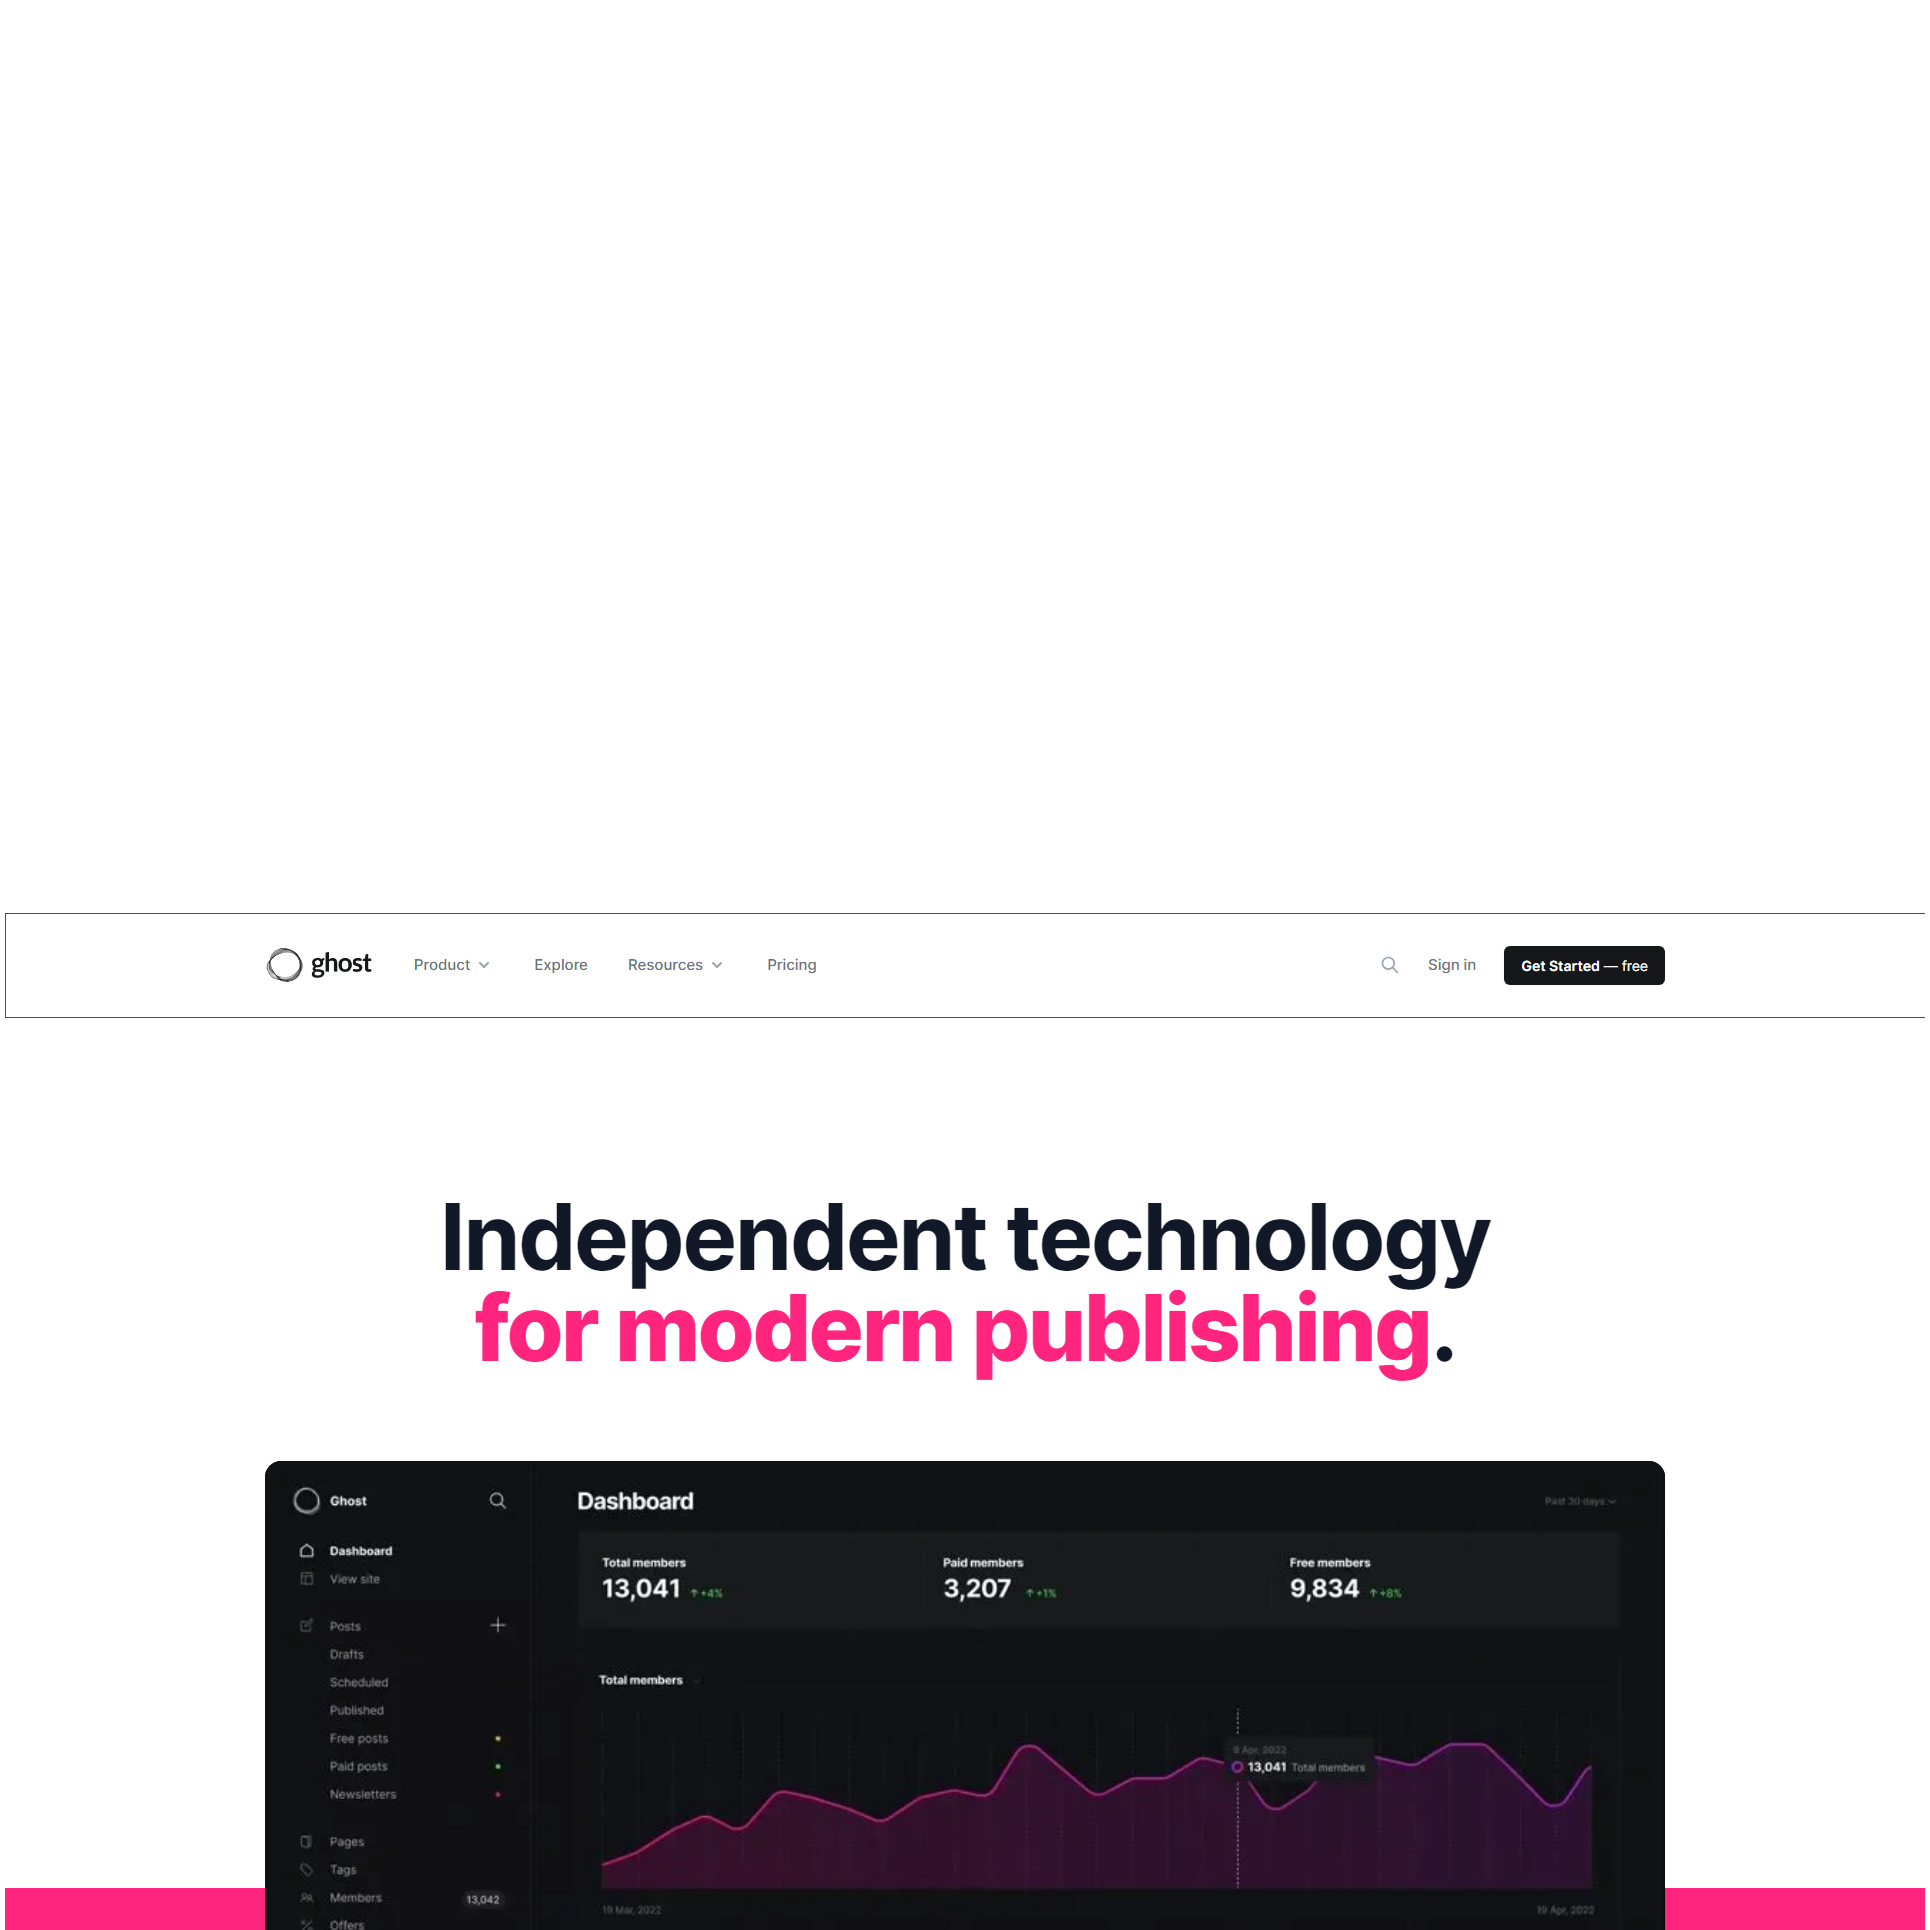 ghost Product Explore Resources Pricing Sign in Get Started — free
Independent technology
for modern publishing.
Ghost
Dashboard
View site
Posts
Drafts
Scheduled
Published
Free posts
Paid posts
Newsletters
Pages
Tags
Members 13,042
Offers
Dashboard Past 30 days
Total members
13,041 +4%
Paid members
3,207 +1%
Free members
9,834 +8%
Total members
8 Apr, 2022
13,041 Total members
19 Mar, 2022 19 Apr, 2022